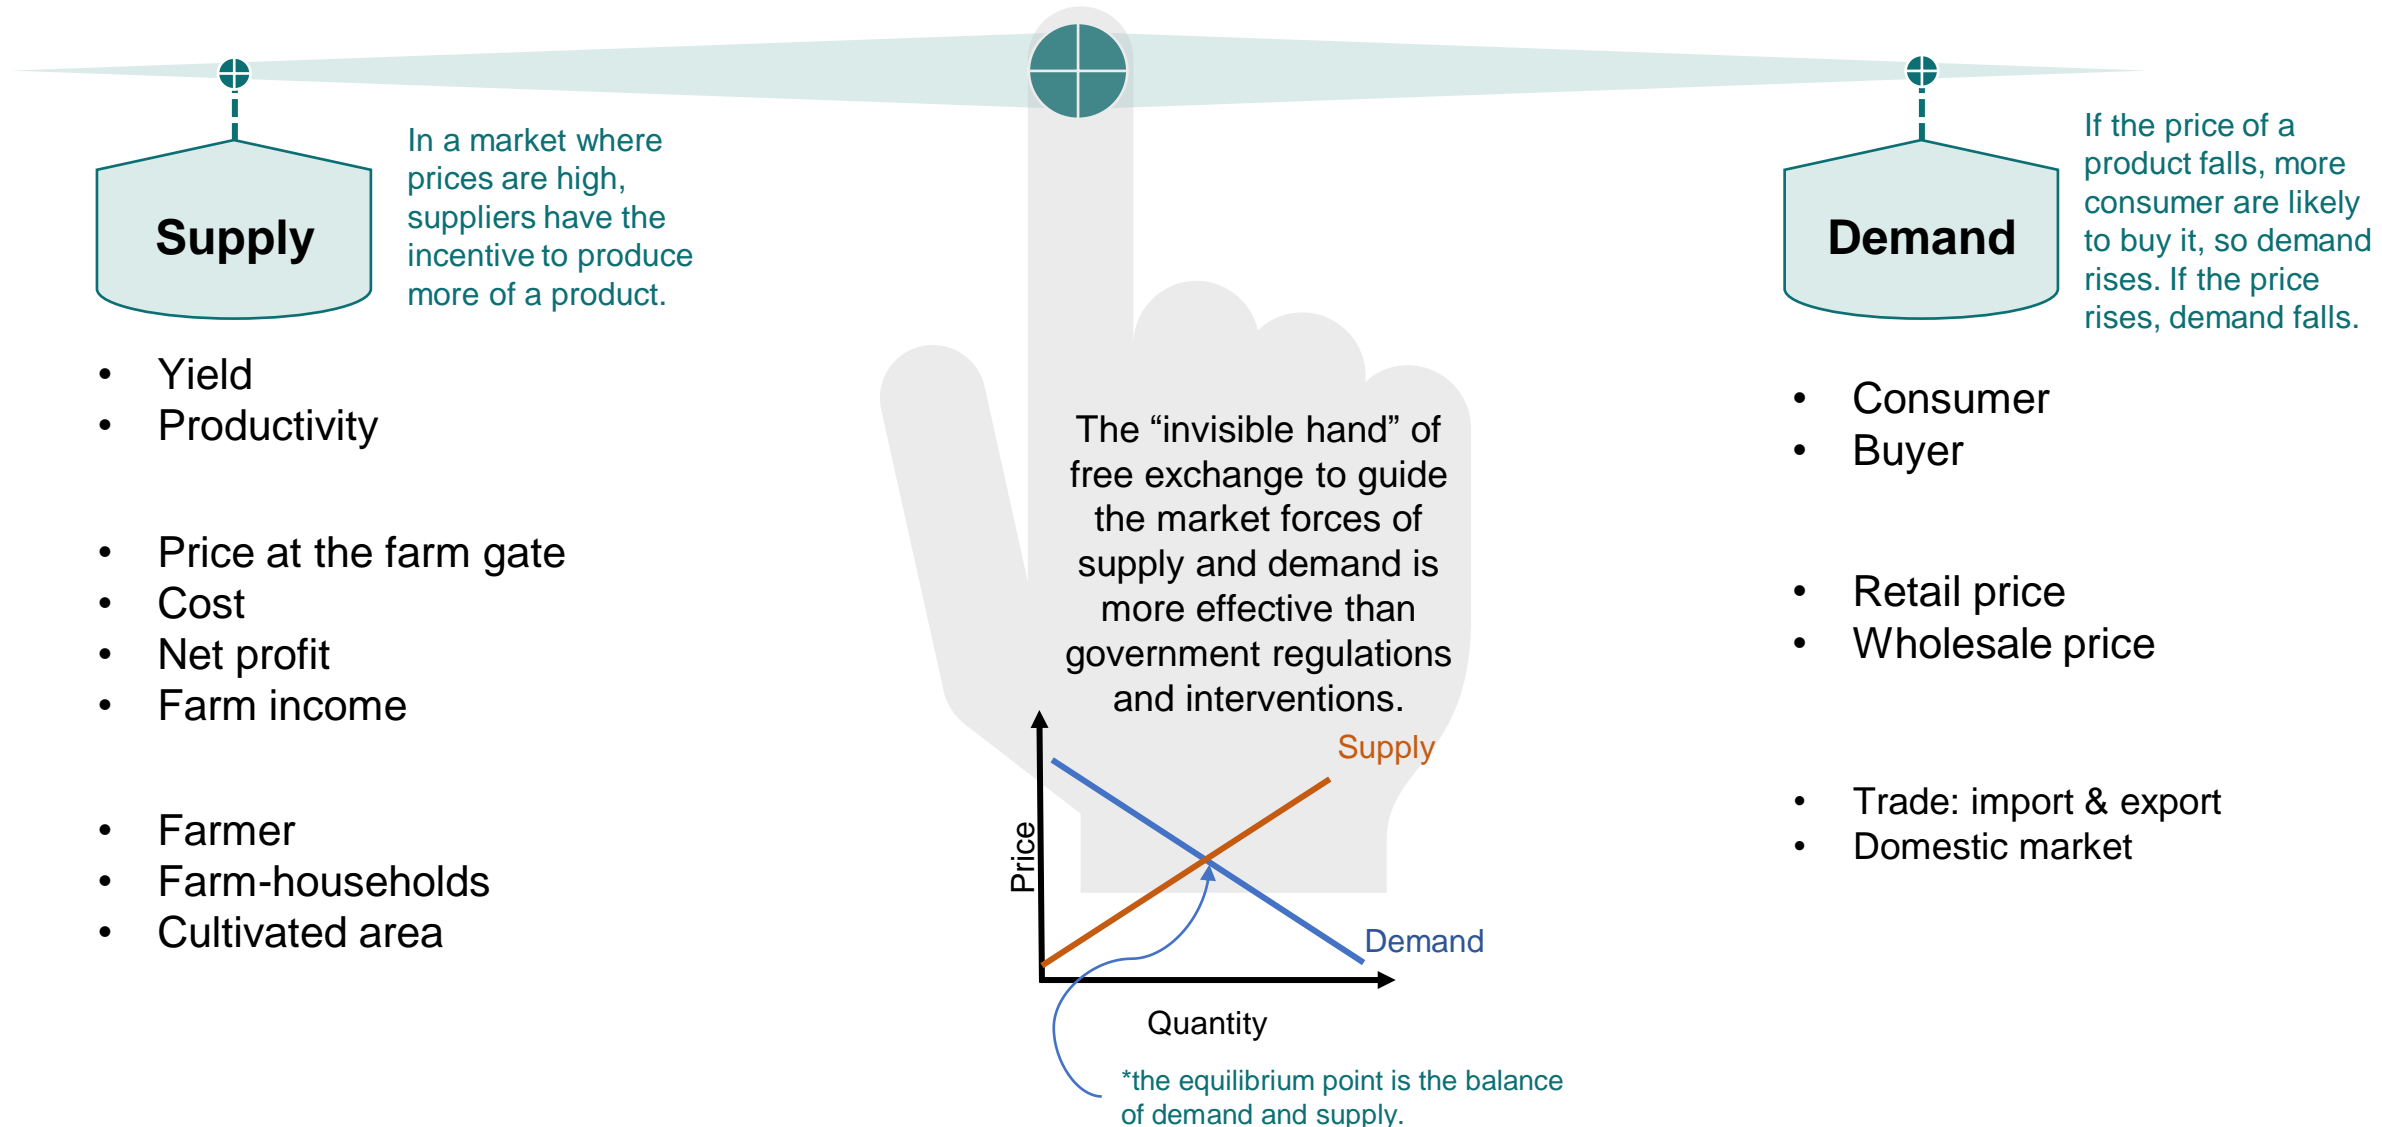 Supply
In a market where
prices are high,
suppliers have the
incentive to produce
more of a product.
• Yield
• Productivity
• Price at the farm gate
• Cost
• Net profit
• Farm income
• Farmer
• Farm-households
• Cultivated area
The “invisible hand” of
free exchange to guide
the market forces of
supply and demand is
more effective than
government regulations
and interventions.
Supply
Price
Demand
Quantity
*the equilibrium point is the balance
of demand and supply.
Demand
If the price of a
product falls, more
consumer are likely
to buy it, so demand
rises. If the price
rises, demand falls.
• Consumer
• Buyer
• Retail price
• Wholesale price
• Trade: import & export
• Domestic market